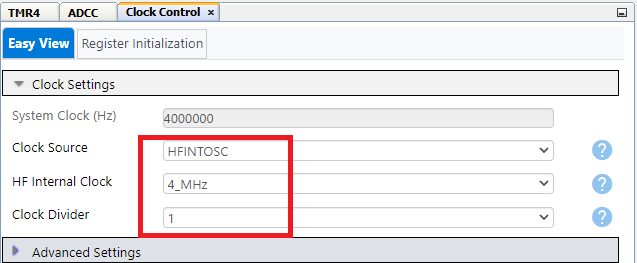 TMR4 ADCC Clock Control ×
Easy View Register Initialization
Clock Settings
System Clock (Hz) 4000000
Clock Source HFINTOSC ?
HF Internal Clock 4_MHz ?
Clock Divider 1 ?
Advanced Settings